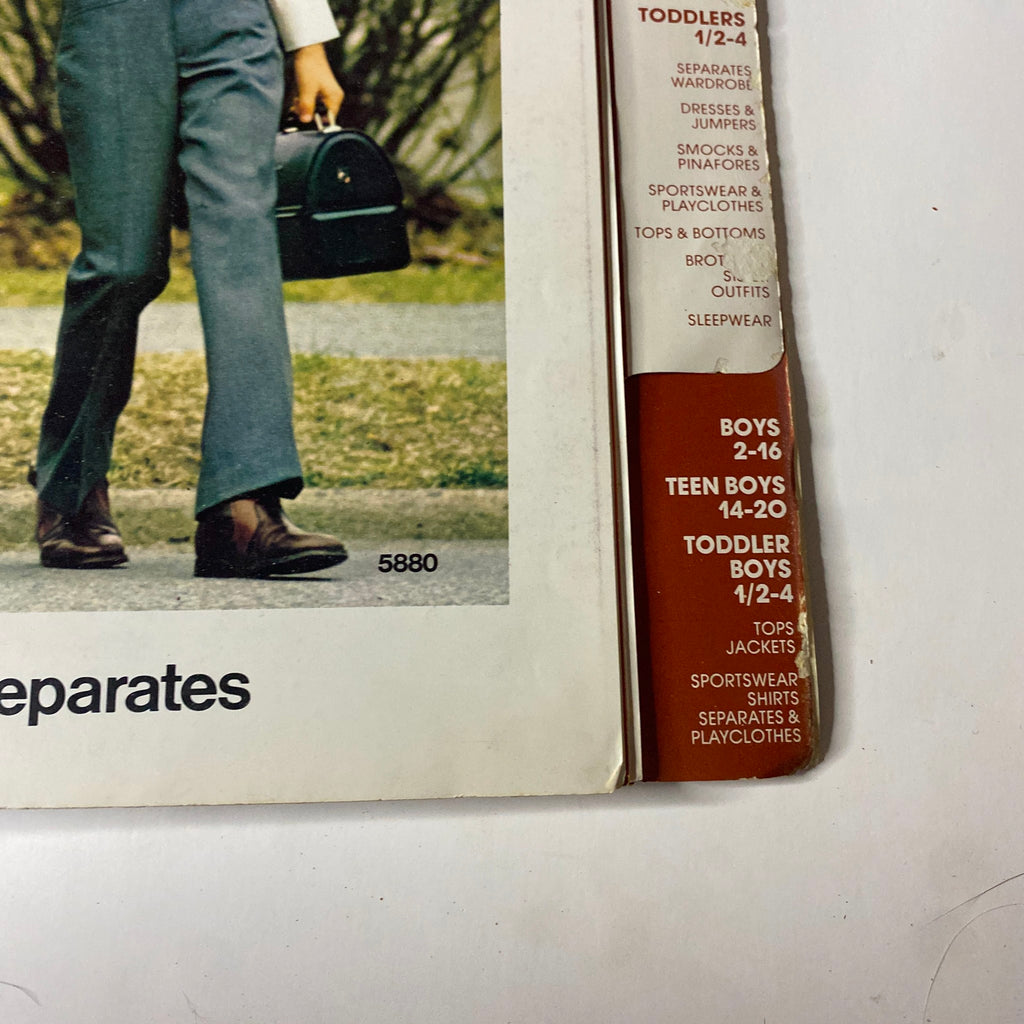 5880
eparates
TODDLERS
1/2-4
SEPARATES
WARDROBE
DRESSES &
JUMPERS
SMOCKS &
PINAFORES
SPORTSWEAR &
PLAYCLOTHES
TOPS & BOTTOMS
BROT
OUTFITS
SLEEPWEAR
BOYS
2-16
TEEN BOYS
14-20
TODDLER
BOYS
1/2-4
TOPS
JACKETS
SPORTSWEAR
SHIRTS
SEPARATES &
PLAYCLOTHES